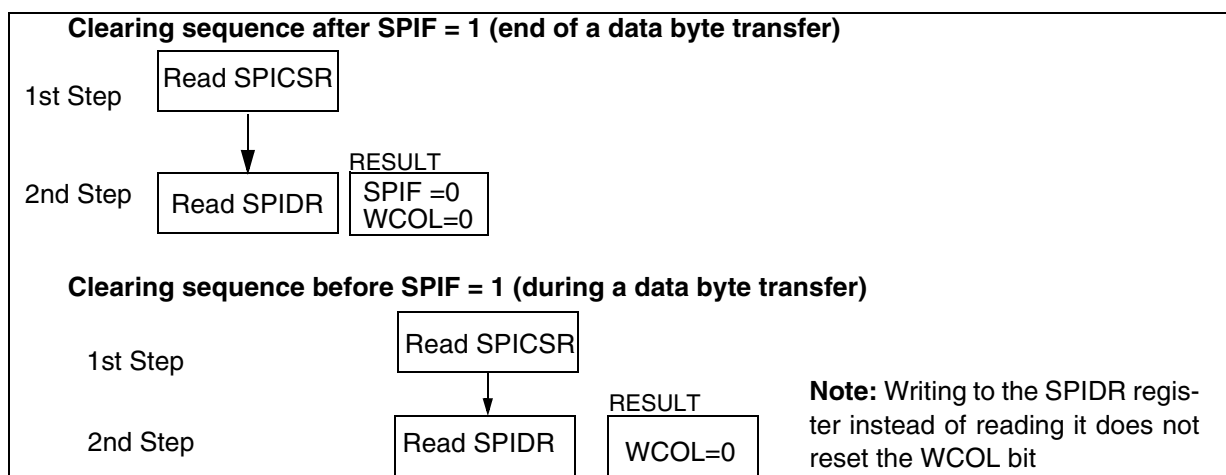 Clearing sequence after SPIF = 1 (end of a data byte transfer)
1st Step
Read SPICSR
2nd Step
Read SPIDR
RESULT
SPIF =0
WCOL=0
Clearing sequence before SPIF = 1 (during a data byte transfer)
1st Step
Read SPICSR
2nd Step
Read SPIDR
RESULT
WCOL=0
Note: Writing to the SPIDR regis-
ter instead of reading it does not
reset the WCOL bit